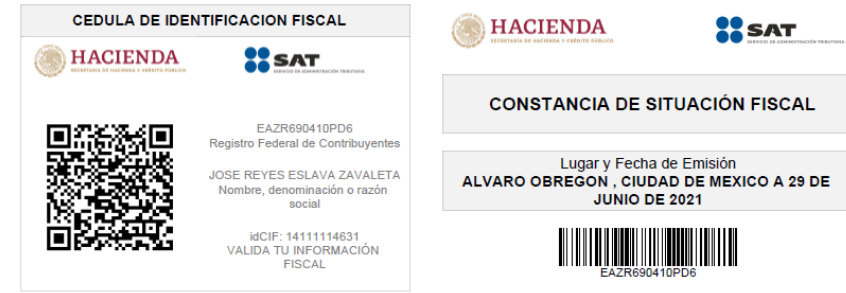 CEDULA DE IDENTIFICACION FISCAL
HACIENDA
SECRETARÍA DE HACIENDA Y CRÉDITO PÚBLICO
SAT
SERVICIO DE ADMINISTRACIÓN TRIBUTARIA
EAZR690410PD6
Registro Federal de Contribuyentes
JOSE REYES ESLAVA ZAVALETA
Nombre, denominación o razón
social
idCIF: 14111114631
VALIDA TU INFORMACIÓN
FISCAL
HACIENDA
SECRETARÍA DE HACIENDA Y CRÉDITO PÚBLICO
SAT
SERVICIO DE ADMINISTRACIÓN TRIBUTARIA
CONSTANCIA DE SITUACIÓN FISCAL
Lugar y Fecha de Emisión
ALVARO OBREGON , CIUDAD DE MEXICO A 29 DE
JUNIO DE 2021
EAZR690410PD6